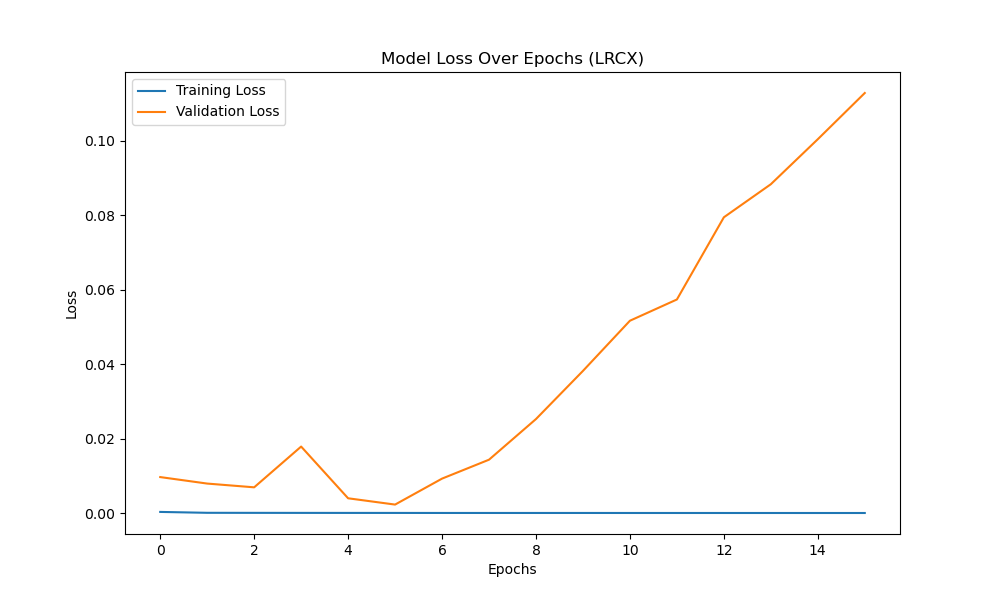 Model Loss Over Epochs (LRCX)
Training Loss
Validation Loss
0.10
0.08
0.06
0.04
0.02
0.00
Loss
0 2 4 6 8 10 12 14
Epochs